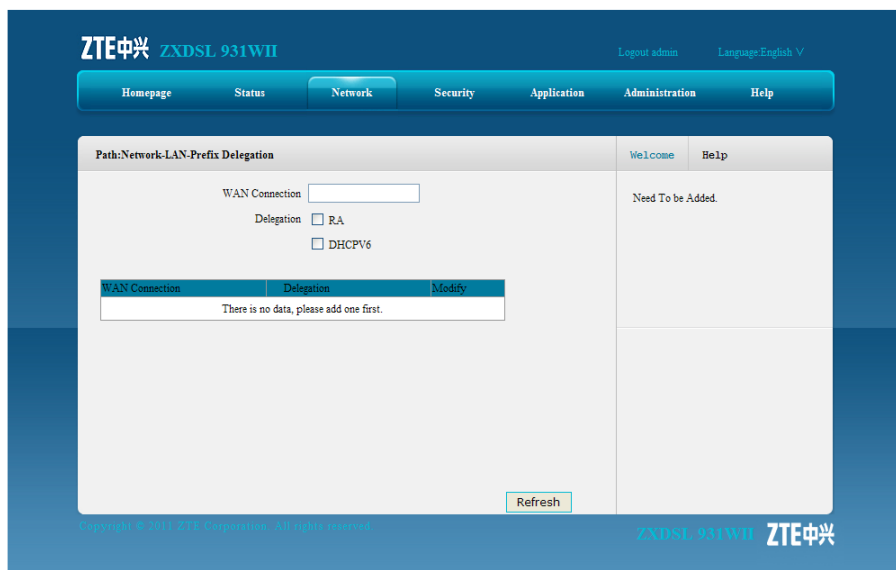 ZTE中兴 ZXDSL 931WII
Logout admin Language:English V
Homepage Status Network Security Application Administration Help
Path:Network-LAN-Prefix Delegation
Welcome Help
WAN Connection
Need To be Added.
Delegation RA
DHCPV6
WAN Connection Delegation Modify
There is no data, please add one first.
Refresh
Copyright © 2011 ZTE Corporation. All rights reserved.
ZXDSL 931WII ZTE中兴